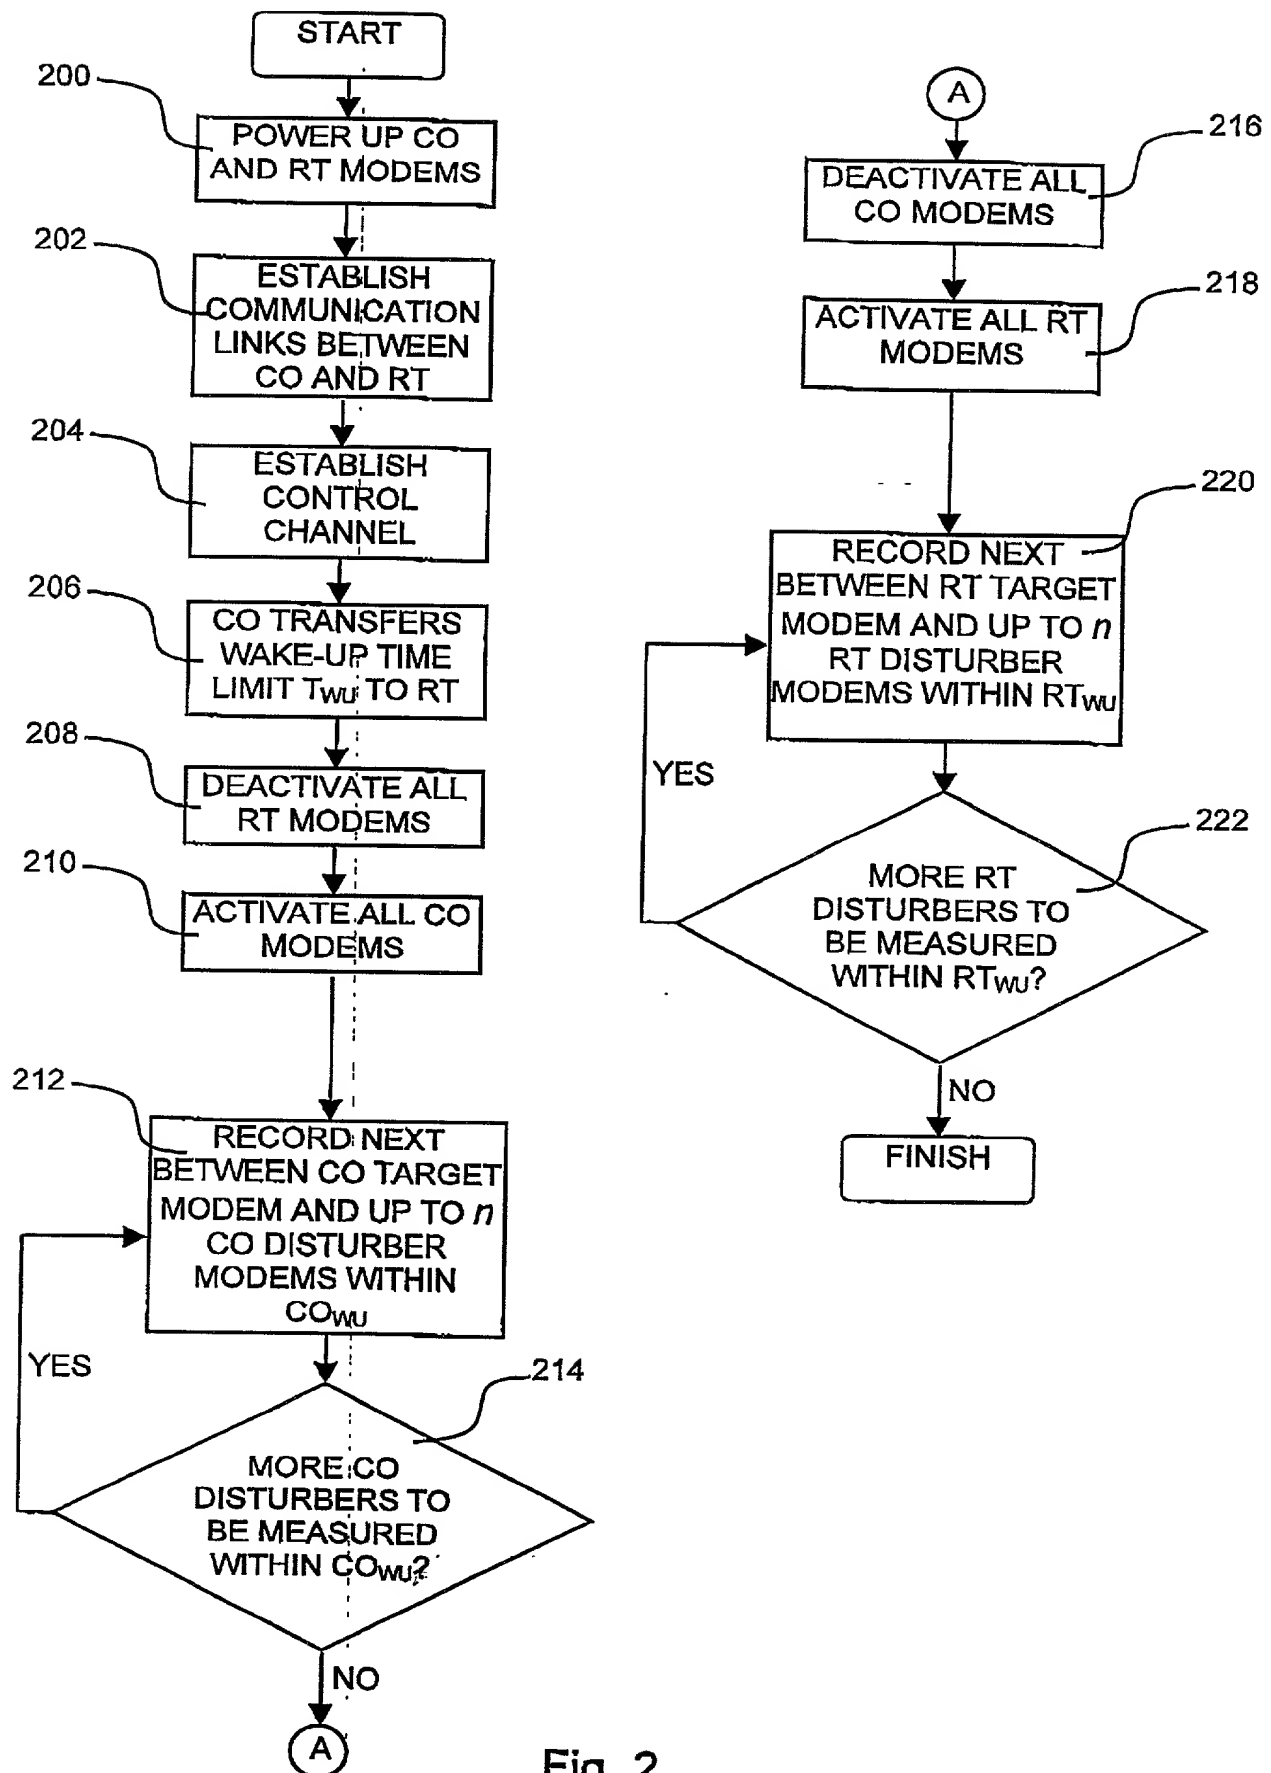 START
200
POWER UP CO
AND RT MODEMS
202
ESTABLISH
COMMUNICATION
LINKS BETWEEN
CO AND RT
204
ESTABLISH
CONTROL
CHANNEL
206
CO TRANSFERS
WAKE-UP TIME
LIMIT TWU TO RT
208
DEACTIVATE ALL
RT MODEMS
210
ACTIVATE ALL CO
MODEMS
212
RECORD NEXT
BETWEEN CO TARGET
MODEM AND UP TO n
CO DISTURBER
MODEMS WITHIN
COWU
YES
214
MORE CO
DISTURBERS TO
BE MEASURED
WITHIN COWU?
NO
A
A
216
DEACTIVATE ALL
CO MODEMS
218
ACTIVATE ALL RT
MODEMS
220
RECORD NEXT
BETWEEN RT TARGET
MODEM AND UP TO n
RT DISTURBER
MODEMS WITHIN RTWU
YES
222
MORE RT
DISTURBERS TO
BE MEASURED
WITHIN RTWU?
NO
FINISH
Fig. 2